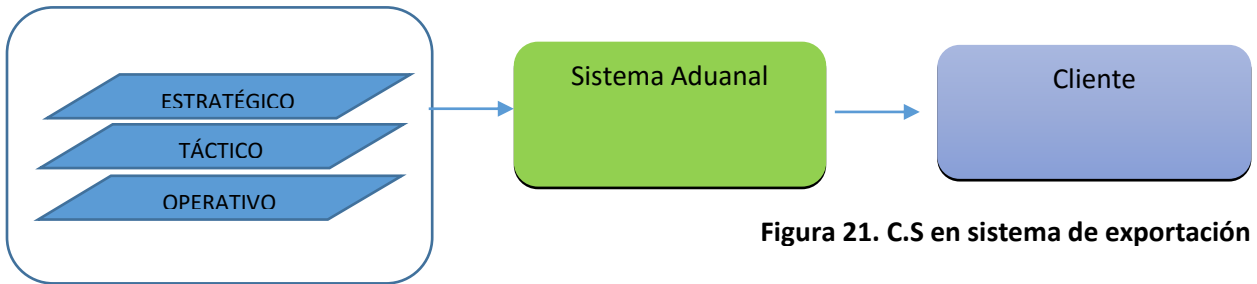 ESTRATÉGICO
TÁCTICO
OPERATIVO
Sistema Aduanal
Cliente
Figura 21. C.S en sistema de exportación